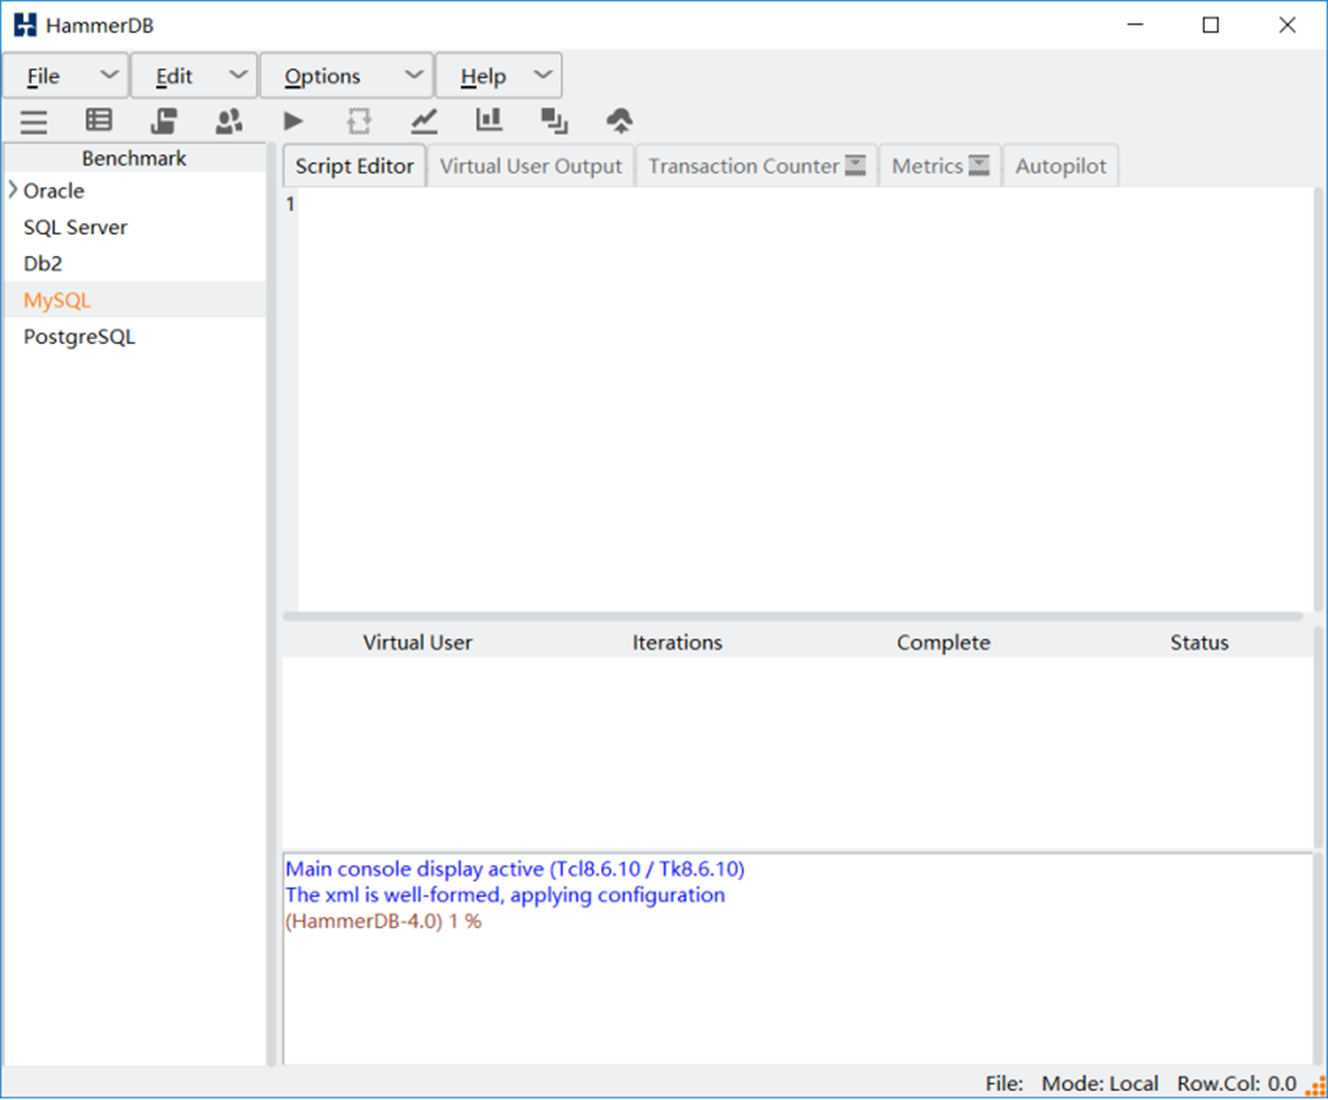 HammerDB
File Edit Options Help
Benchmark
Oracle
SQL Server
Db2
MySQL
PostgreSQL
Script Editor Virtual User Output Transaction Counter Metrics Autopilot
1
Virtual User Iterations Complete Status
Main console display active (Tcl8.6.10 / Tk8.6.10)
The xml is well-formed, applying configuration
(HammerDB-4.0) 1 %
File: Mode: Local Row.Col: 0.0